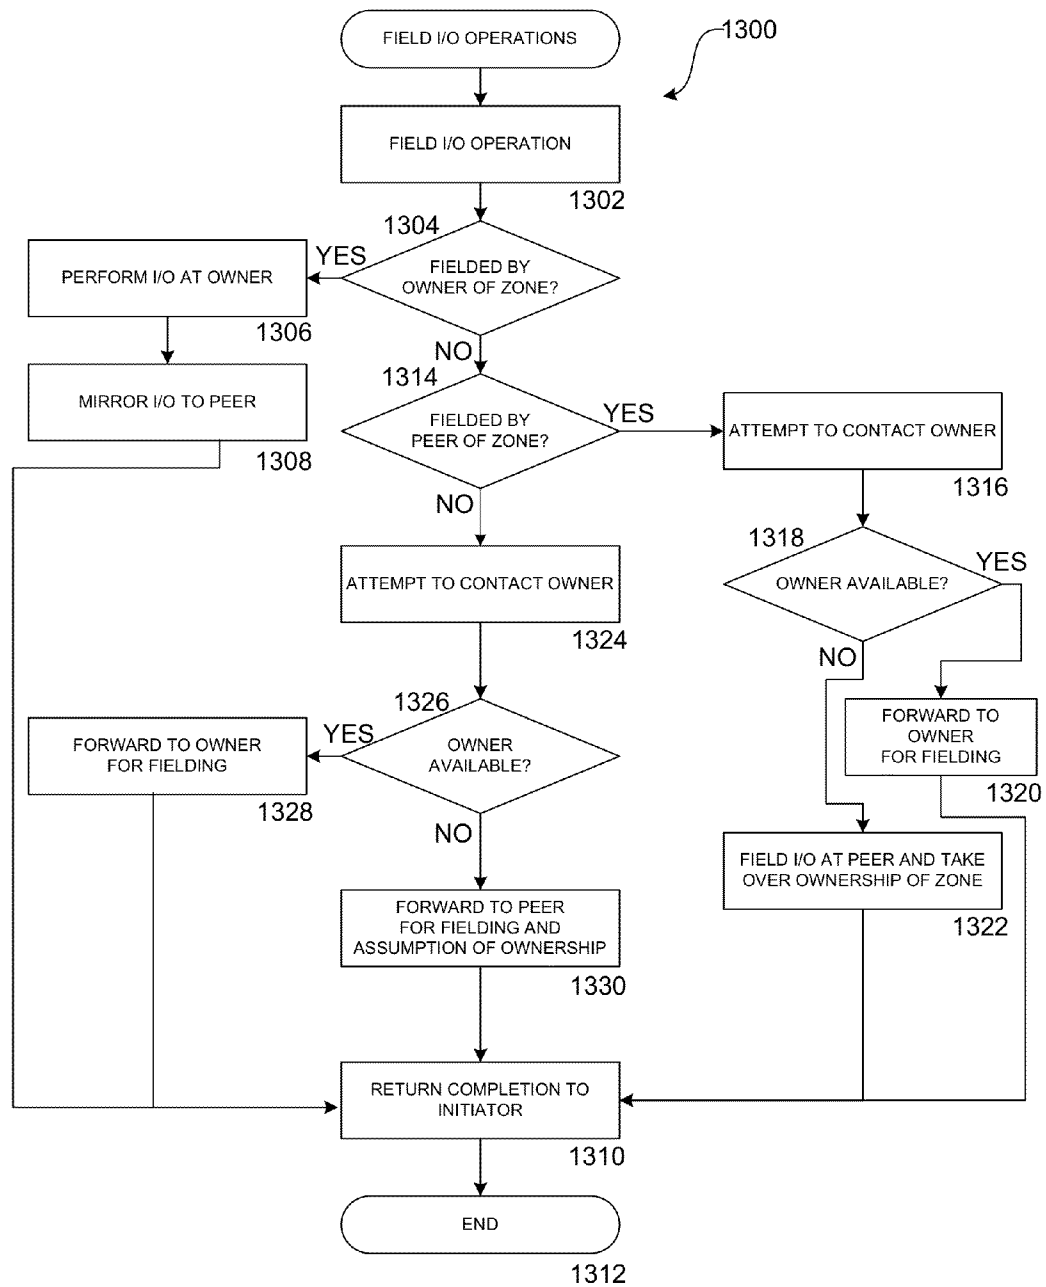 FIELD I/O OPERATIONS
1300
FIELD I/O OPERATION
1302
1304
FIELDED BY
OWNER OF ZONE?
YES
NO
PERFORM I/O AT OWNER
1306
MIRROR I/O TO PEER
1308
1314
FIELDED BY
PEER OF ZONE?
YES
NO
ATTEMPT TO CONTACT OWNER
1316
1318
OWNER AVAILABLE?
YES
NO
FORWARD TO
OWNER
FOR FIELDING
1320
FIELD I/O AT PEER AND TAKE
OVER OWNERSHIP OF ZONE
1322
ATTEMPT TO CONTACT OWNER
1324
1326
OWNER
AVAILABLE?
YES
NO
FORWARD TO OWNER
FOR FIELDING
1328
FORWARD TO PEER
FOR FIELDING AND
ASSUMPTION OF OWNERSHIP
1330
RETURN COMPLETION TO
INITIATOR
1310
END
1312